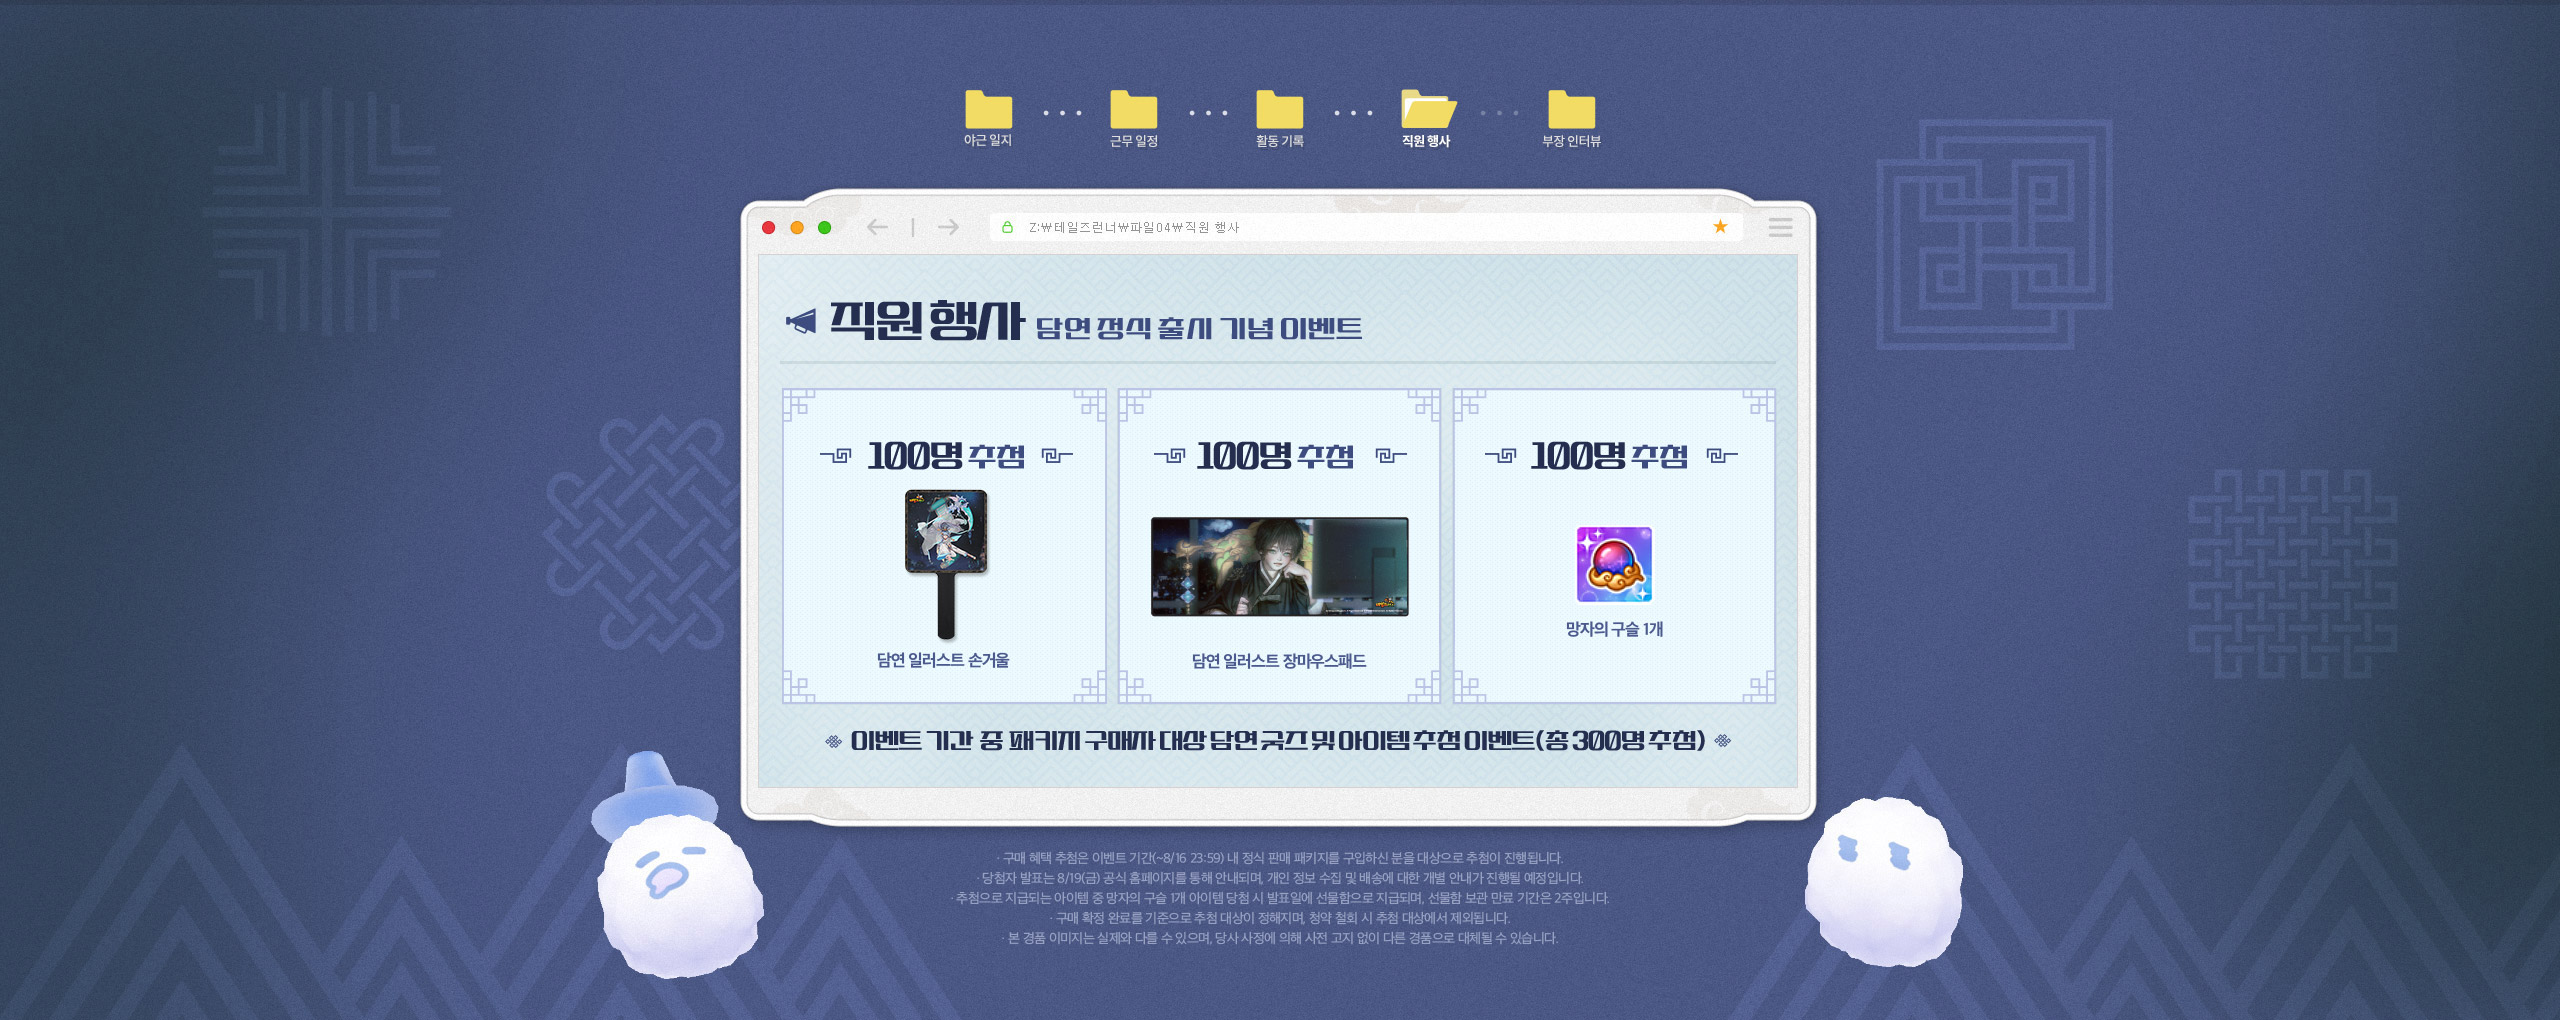 야근 일지
근무 일정
활동 기록
직원 행사
부장 인터뷰
Z:₩테일즈런너₩파일04₩직원 행사
직원 행사 담연 정식 출시 기념 이벤트
100명 추첨
담연 일러스트 손거울
100명 추첨
담연 일러스트 장마우스패드
100명 추첨
망자의 구슬 1개
이벤트 기간 중 패키지 구매자 대상 담연 굿즈 및 아이템 추첨 이벤트(총 300명 추첨)
· 구매 혜택 추첨은 이벤트 기간(~8/16 23:59) 내 정식 판매 패키지를 구입하신 분을 대상으로 추첨이 진행됩니다.
· 당첨자 발표는 8/19(금) 공식 홈페이지를 통해 안내되며, 개인 정보 수집 및 배송에 대한 개별 안내가 진행될 예정입니다.
· 추첨으로 지급되는 아이템 중 망자의 구슬 1개 아이템 당첨 시 발표일에 선물함으로 지급되며, 선물함 보관 만료 기간은 2주입니다.
· 구매 확정 완료를 기준으로 추첨 대상이 정해지며, 청약 철회 시 추첨 대상에서 제외됩니다.
· 본 경품 이미지는 실제와 다를 수 있으며, 당사 사정에 의해 사전 고지 없이 다른 경품으로 대체될 수 있습니다.